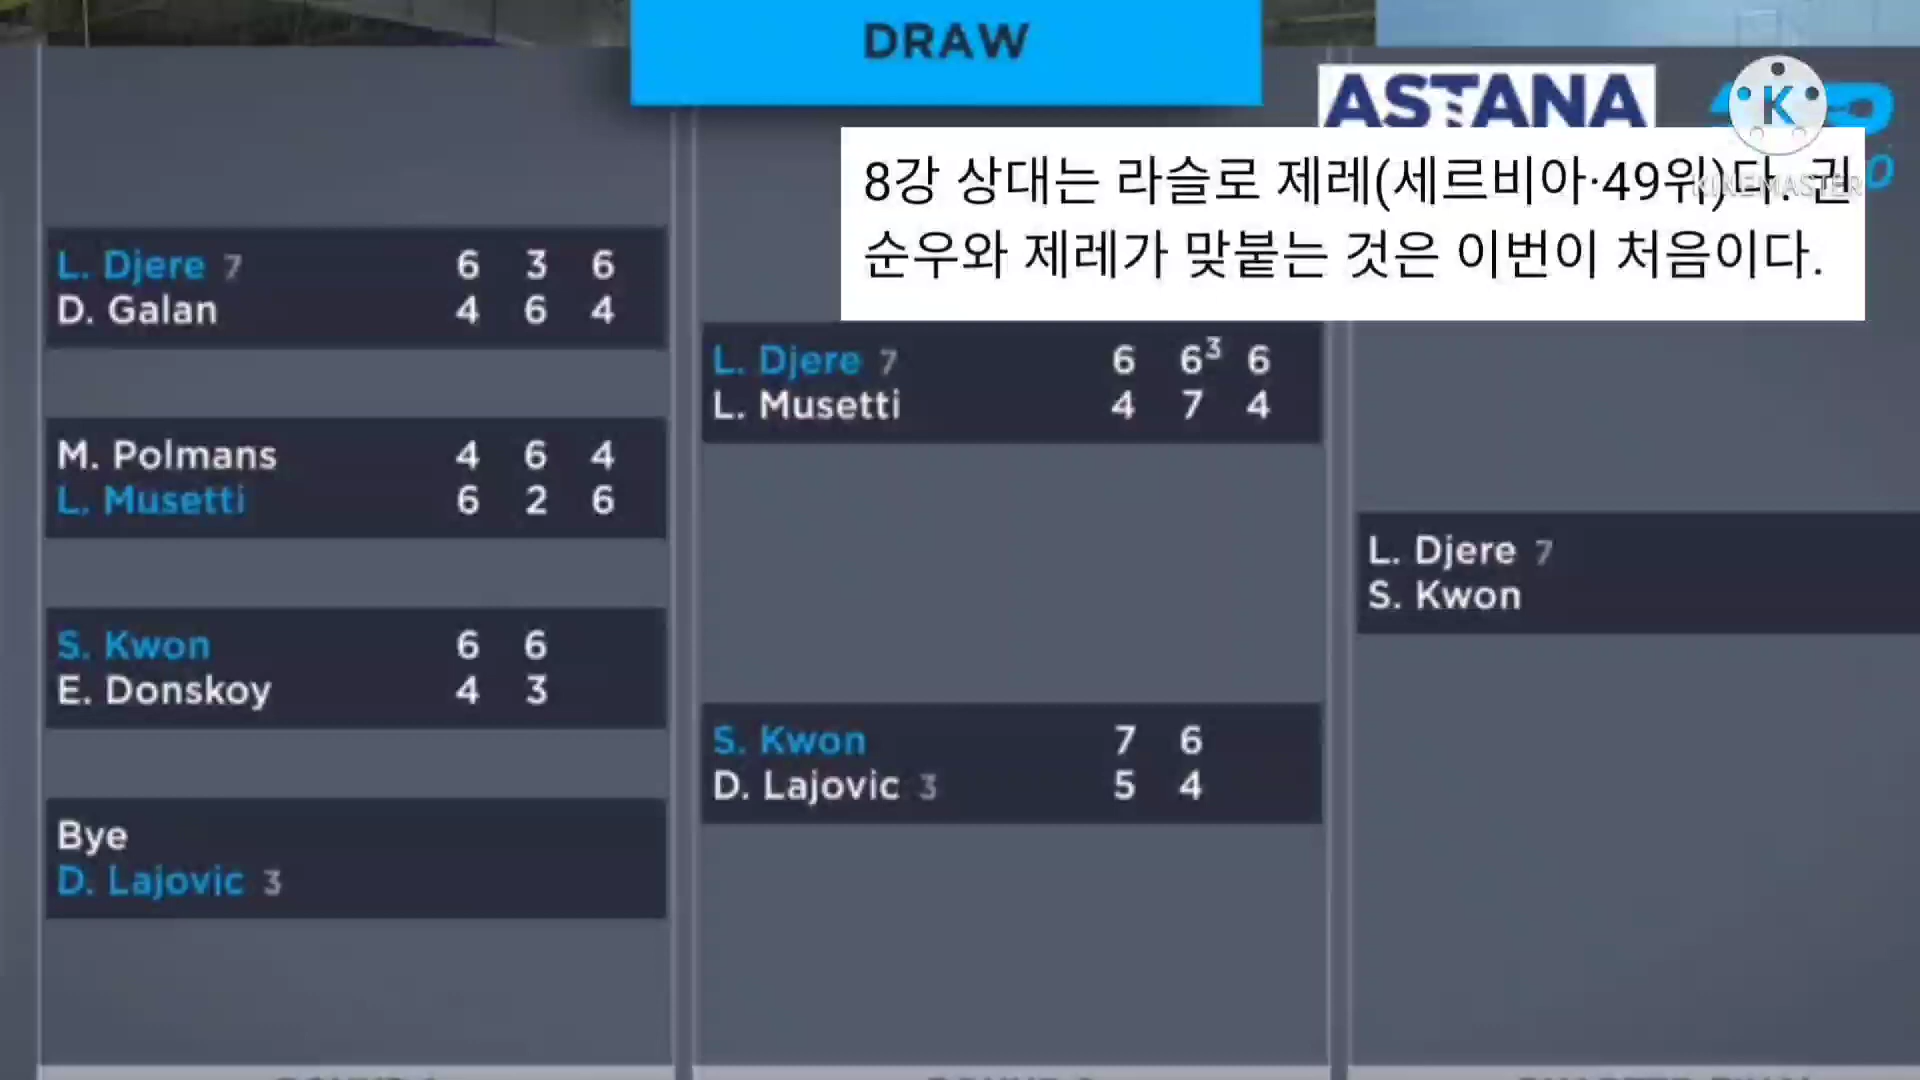 DRAW
ASTANA
8강 상대는 라슬로 제레(세르비아·49위)다. 권
순우와 제레가 맞붙는 것은 이번이 처음이다.
K
KINEMASTER
L. Djere 7 6 3 6
D. Galan 4 6 4
M. Polmans 4 6 4
L. Musetti 6 2 6
S. Kwon 6 6
E. Donskoy 4 3
Bye
D. Lajovic 3
L. Djere 7 6 6³ 6
L. Musetti 4 7 4
S. Kwon 7 6
D. Lajovic 3 5 4
L. Djere 7
S. Kwon